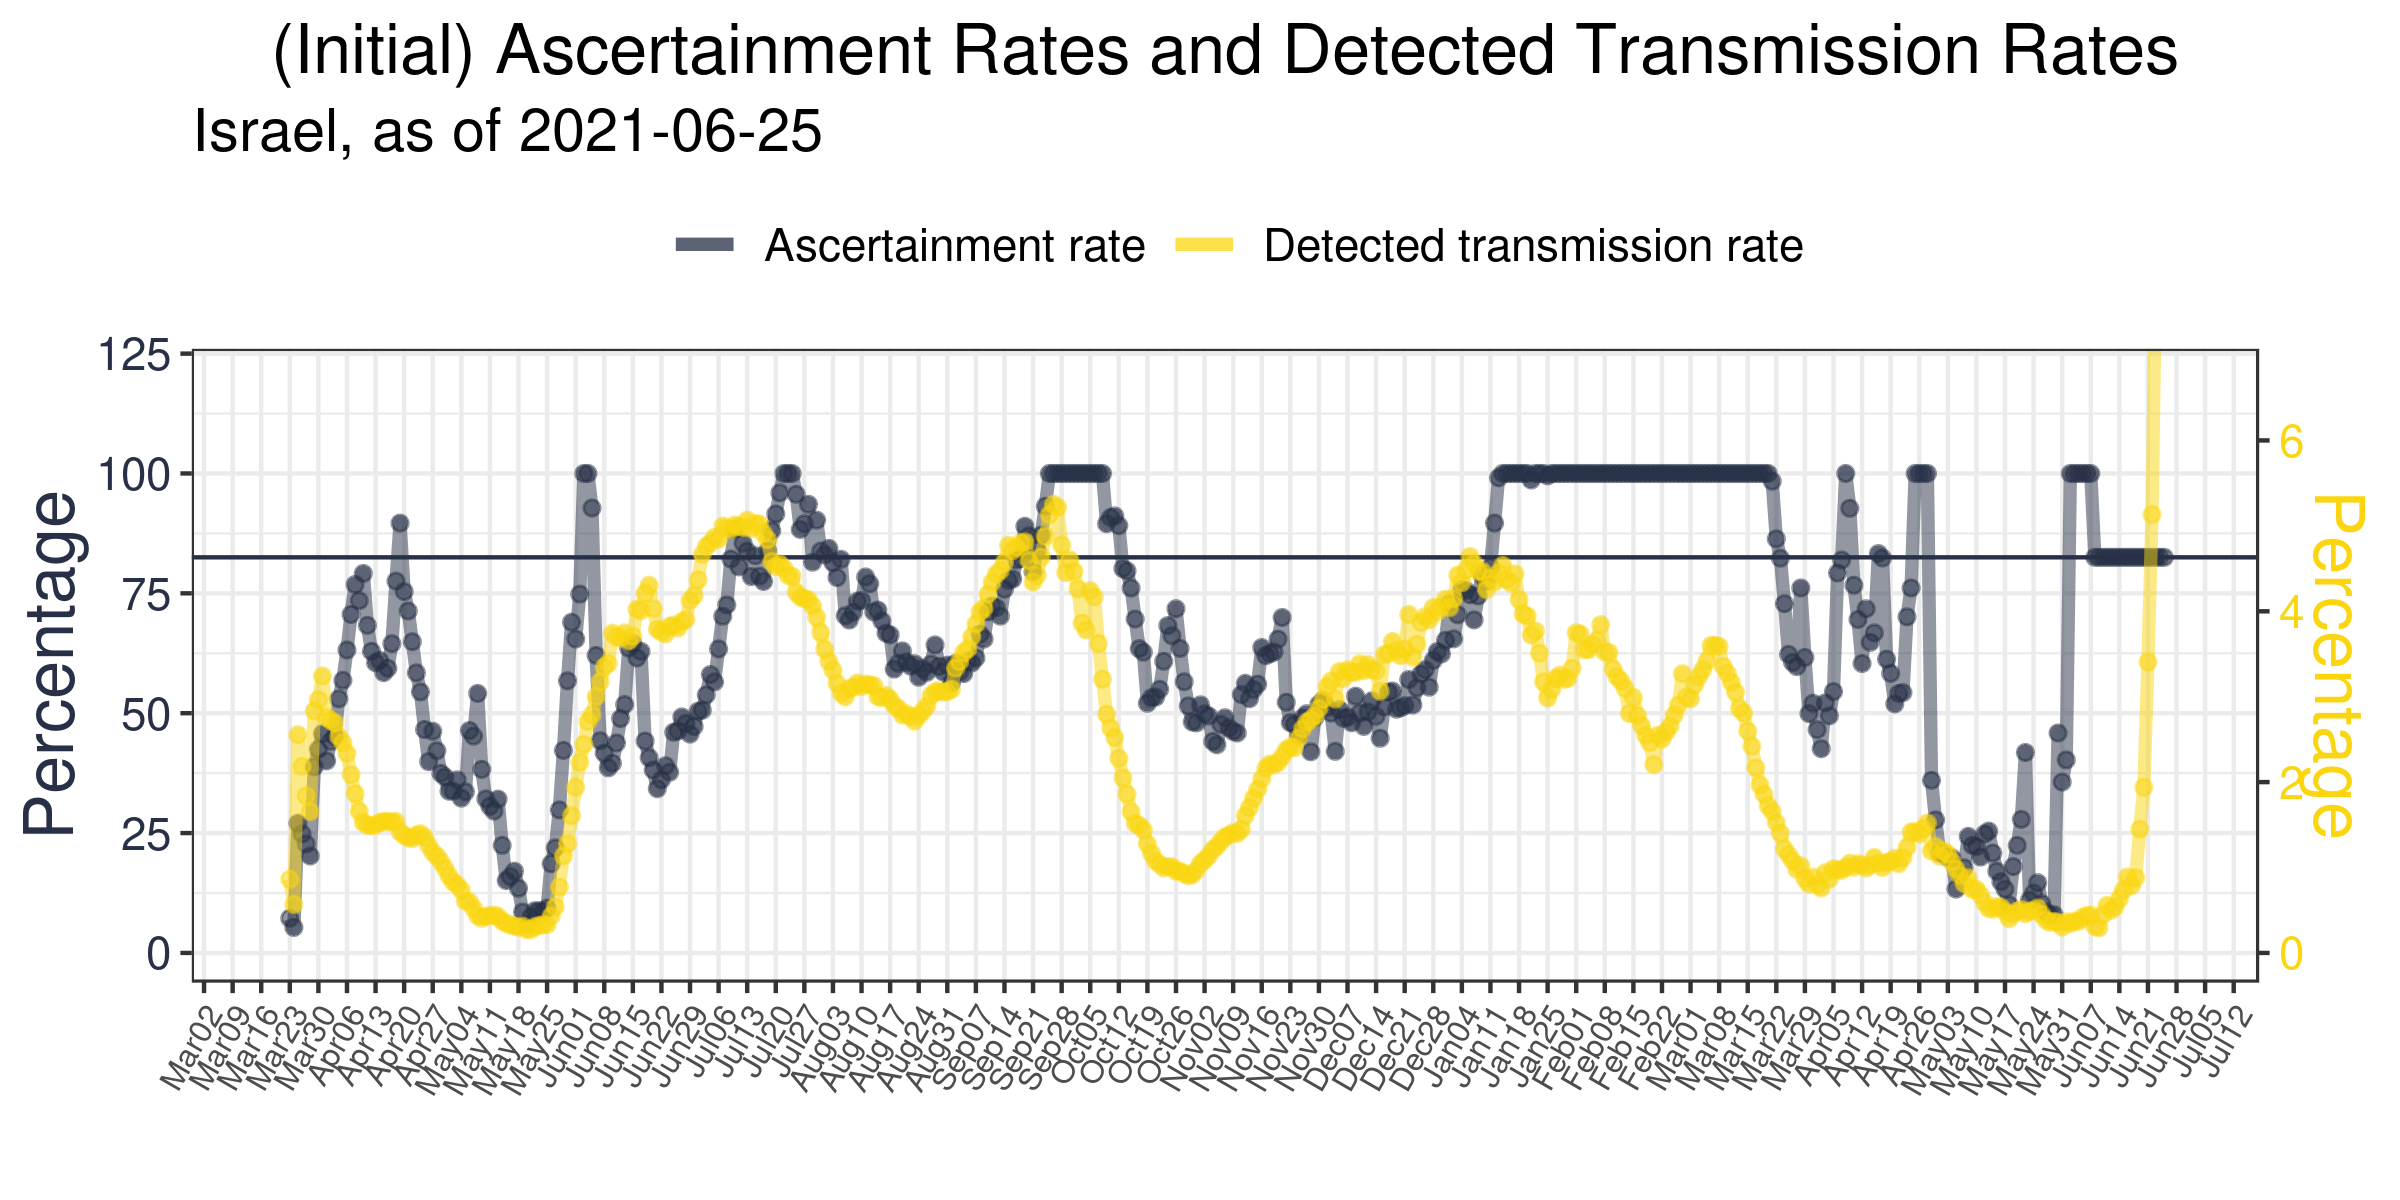 (Initial) Ascertainment Rates and Detected Transmission Rates
Israel, as of 2021-06-25
Ascertainment rate
Detected transmission rate
Percentage
125
100
75
50
25
0
6
4
2
0
Percentage
Mar02
Mar09
Mar16
Mar23
Mar30
Apr06
Apr13
Apr20
Apr27
May04
May11
May18
May25
Jun01
Jun08
Jun15
Jun22
Jun29
Jul06
Jul13
Jul20
Jul27
Aug03
Aug10
Aug17
Aug24
Aug31
Sep07
Sep14
Sep21
Sep28
Oct05
Oct12
Oct19
Oct26
Nov02
Nov09
Nov16
Nov23
Nov30
Dec07
Dec14
Dec21
Dec28
Jan04
Jan11
Jan18
Jan25
Feb01
Feb08
Feb15
Feb22
Mar01
Mar08
Mar15
Mar22
Mar29
Apr05
Apr12
Apr19
Apr26
May03
May10
May17
May24
May31
Jun07
Jun14
Jun21
Jun28
Jul05
Jul12